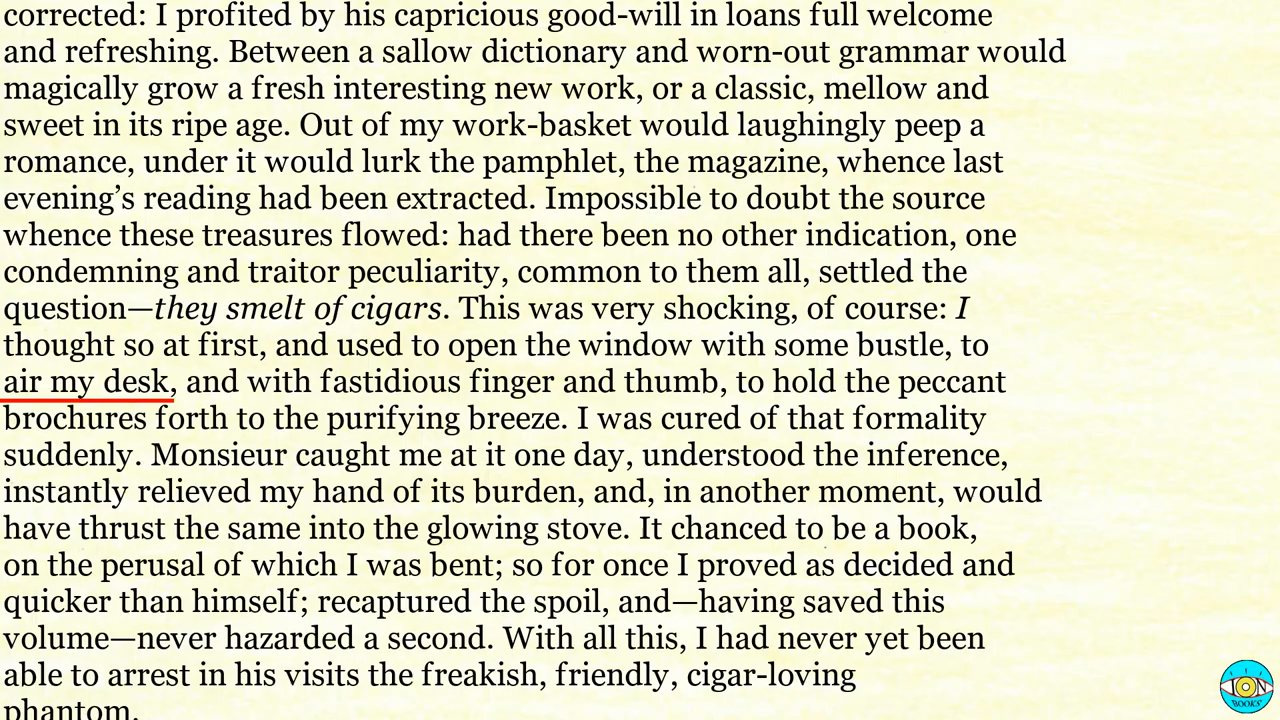 corrected: I profited by his capricious good-will in loans full welcome
and refreshing. Between a sallow dictionary and worn-out grammar would
magically grow a fresh interesting new work, or a classic, mellow and
sweet in its ripe age. Out of my work-basket would laughingly peep a
romance, under it would lurk the pamphlet, the magazine, whence last
evening’s reading had been extracted. Impossible to doubt the source
whence these treasures flowed: had there been no other indication, one
condemning and traitor peculiarity, common to them all, settled the
question—they smelt of cigars. This was very shocking, of course: I
thought so at first, and used to open the window with some bustle, to
air my desk, and with fastidious finger and thumb, to hold the peccant
brochures forth to the purifying breeze. I was cured of that formality
suddenly. Monsieur caught me at it one day, understood the inference,
instantly relieved my hand of its burden, and, in another moment, would
have thrust the same into the glowing stove. It chanced to be a book,
on the perusal of which I was bent; so for once I proved as decided and
quicker than himself; recaptured the spoil, and—having saved this
volume—never hazarded a second. With all this, I had never yet been
able to arrest in his visits the freakish, friendly, cigar-loving
phantom.
ION
BOOKS